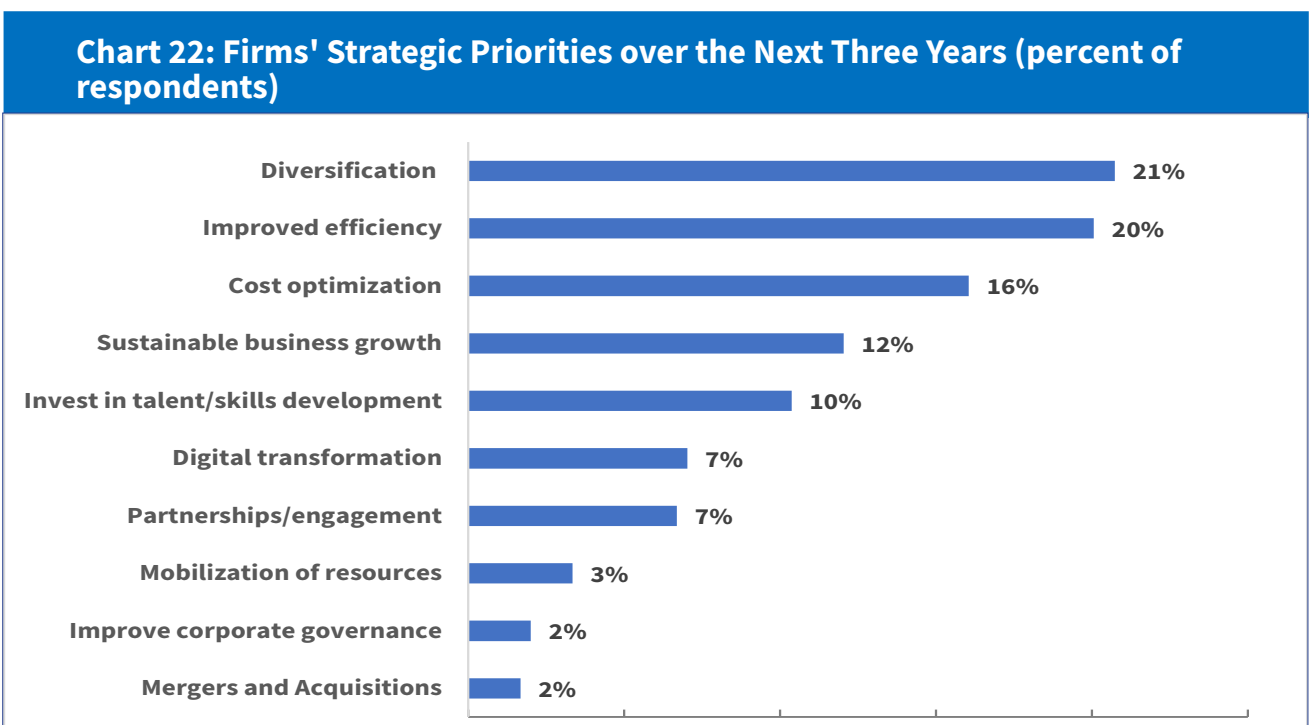 Chart 22: Firms' Strategic Priorities over the Next Three Years (percent of
respondents)
Diversification 21%
Improved efficiency 20%
Cost optimization 16%
Sustainable business growth 12%
Invest in talent/skills development 10%
Digital transformation 7%
Partnerships/engagement 7%
Mobilization of resources 3%
Improve corporate governance 2%
Mergers and Acquisitions 2%